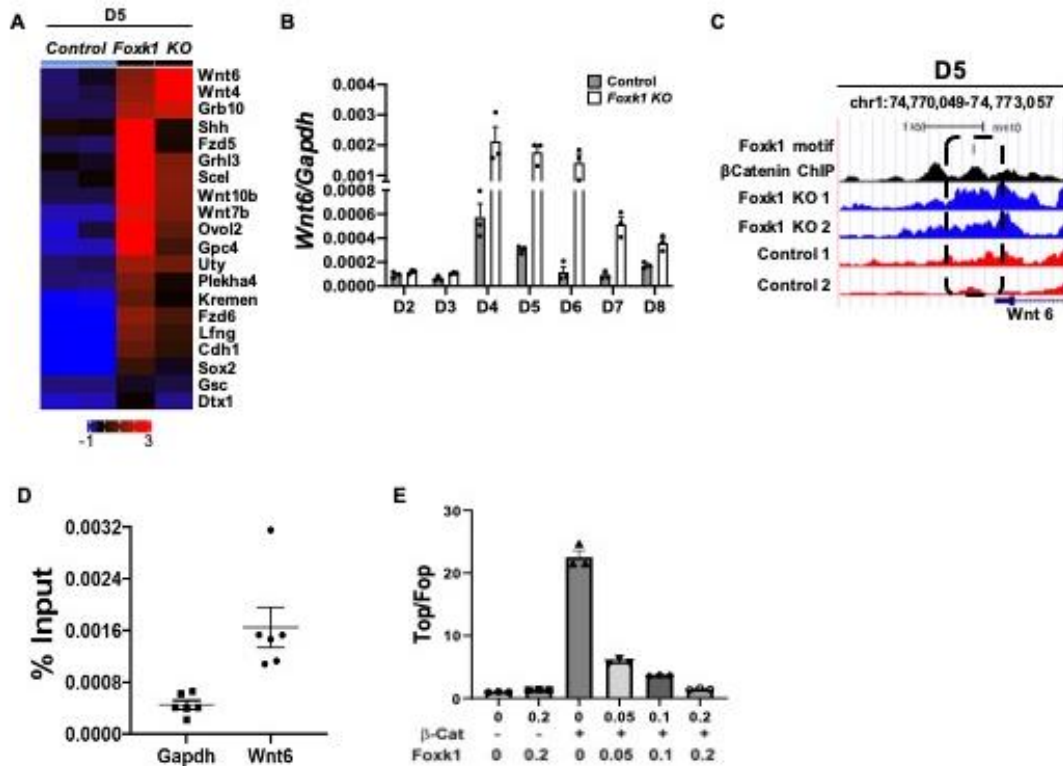 A
D5
Control Foxk1 KO
Wnt6
Wnt4
Grb10
Shh
Fzd5
Grhl3
Scel
Wnt10b
Wnt7b
Ovol2
Gpc4
Uty
Plekha4
Kremen
Fzd6
Lfng
Cdh1
Sox2
Gsc
Dtx1
-1 3
B
Wnt6/Gapdh
Control
Foxk1 KO
0.004
0.003
0.002
0.001
0.0008
0.0006
0.0004
0.0002
0.0000
D2 D3 D4 D5 D6 D7 D8
C
D5
chr1:74,770,049-74,773,057
1 kb mm10
Foxk1 motif
βCatenin ChIP
Foxk1 KO 1
Foxk1 KO 2
Control 1
Control 2
Wnt 6
D
% Input
0.0032
0.0024
0.0016
0.0008
0.0000
Gapdh Wnt6
E
Top/Fop
30
20
10
0
0 0.2 0 0.05 0.1 0.2
β-Cat - - + + + +
Foxk1 0 0.2 0 0.05 0.1 0.2